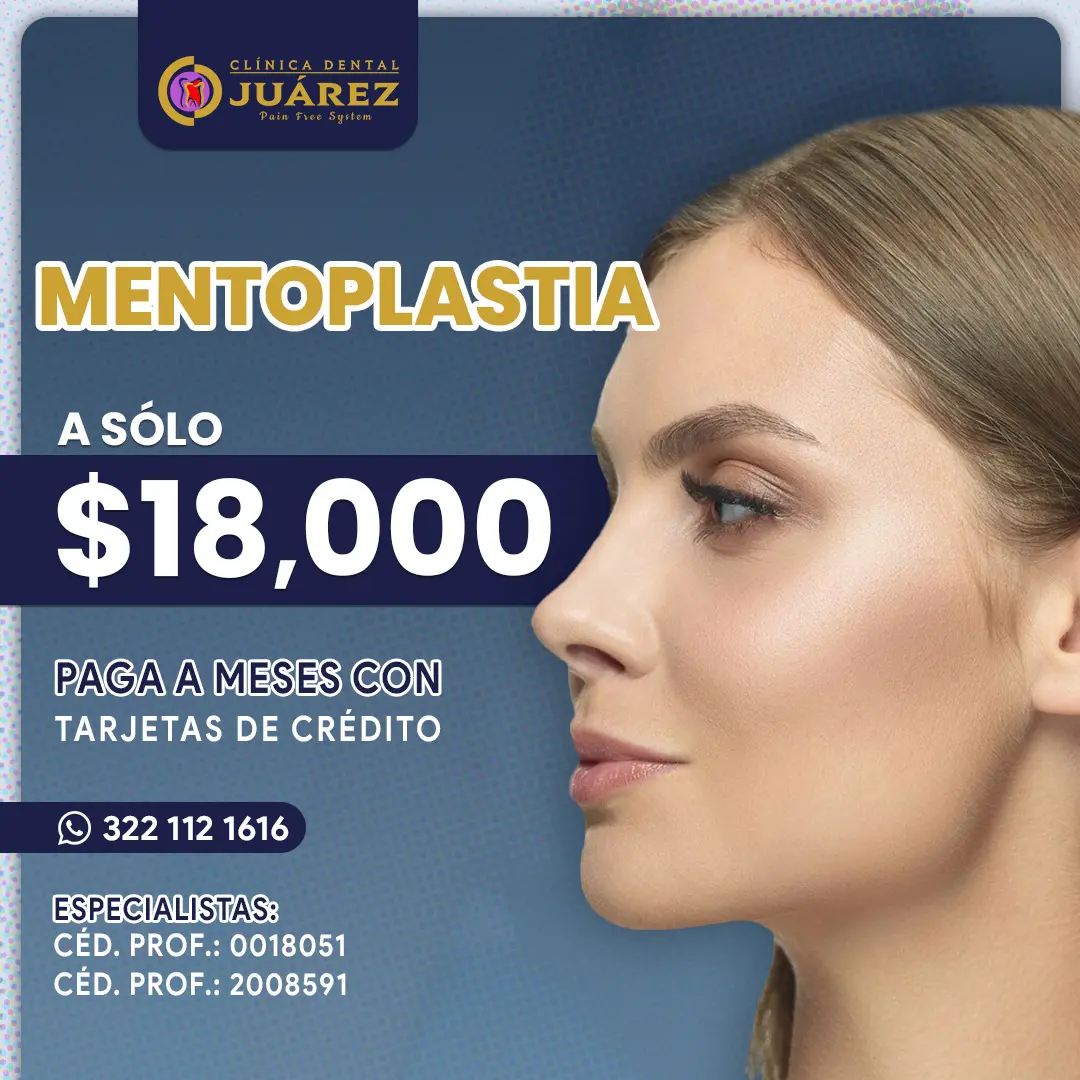 CLÍNICA DENTAL
JUÁREZ
Pain Free System
MENTOPLASTIA
A SÓLO
$18,000
PAGA A MESES CON
TARJETAS DE CRÉDITO
322 112 1616
ESPECIALISTAS:
CÉD. PROF.: 0018051
CÉD. PROF.: 2008591